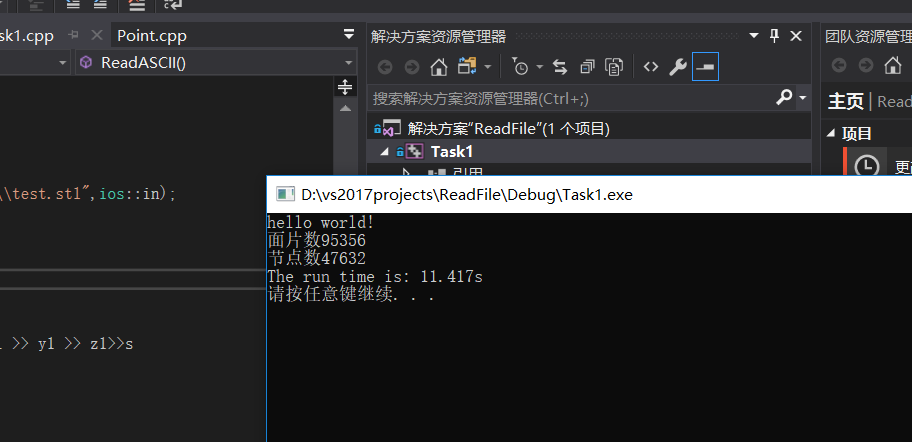 sk1.cpp
Point.cpp
解决方案资源管理器
团队资源管理
ReadASCII()
搜索解决方案资源管理器(Ctrl+;)
主页 | Read
解决方案"ReadFile"(1 个项目)
项目
Task1
引用
\\test.stl",ios::in);
D:\vs2017projects\ReadFile\Debug\Task1.exe
hello world!
面片数95356
节点数47632
The run time is: 11.417s
请按任意键继续. . .
>> y1 >> z1>>s